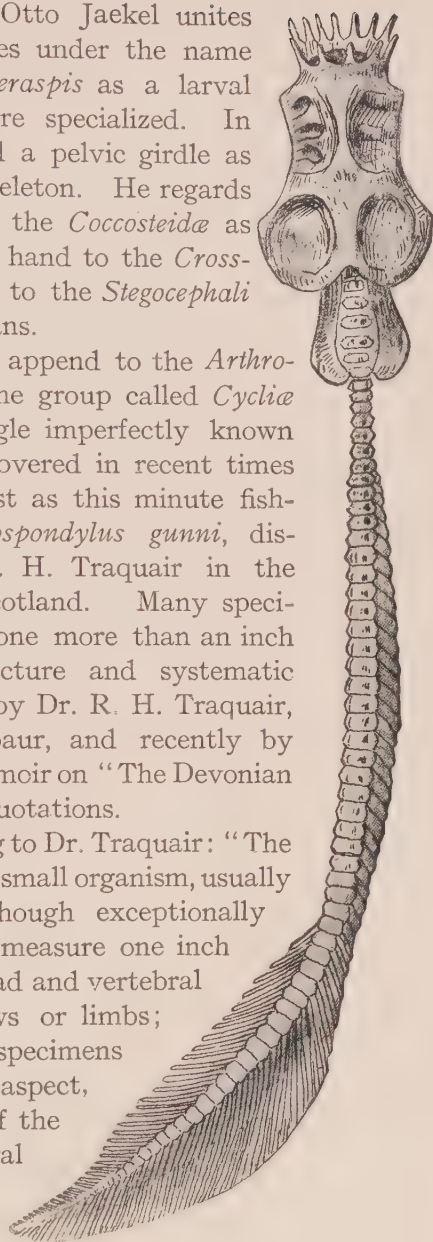 Otto Jaekel unites
es under the name
eraspis as a larval
re specialized. In
l a pelvic girdle as
eleton. He regards
the Coccosteidæ as
hand to the Cross-
to the Stegocephali
ns.
append to the Arthro-
ne group called Cycliæ
gle imperfectly known
overed in recent times
st as this minute fish-
spondylus gunni, dis-
. H. Traquair in the
otland. Many speci-
one more than an inch
cture and systematic
by Dr. R. H. Traquair,
paur, and recently by
moir on “The Devonian
uotations.
g to Dr. Traquair: “The
small organism, usually
hough exceptionally
measure one inch
ad and vertebral
ws or limbs;
specimens
aspect,
f the
ral